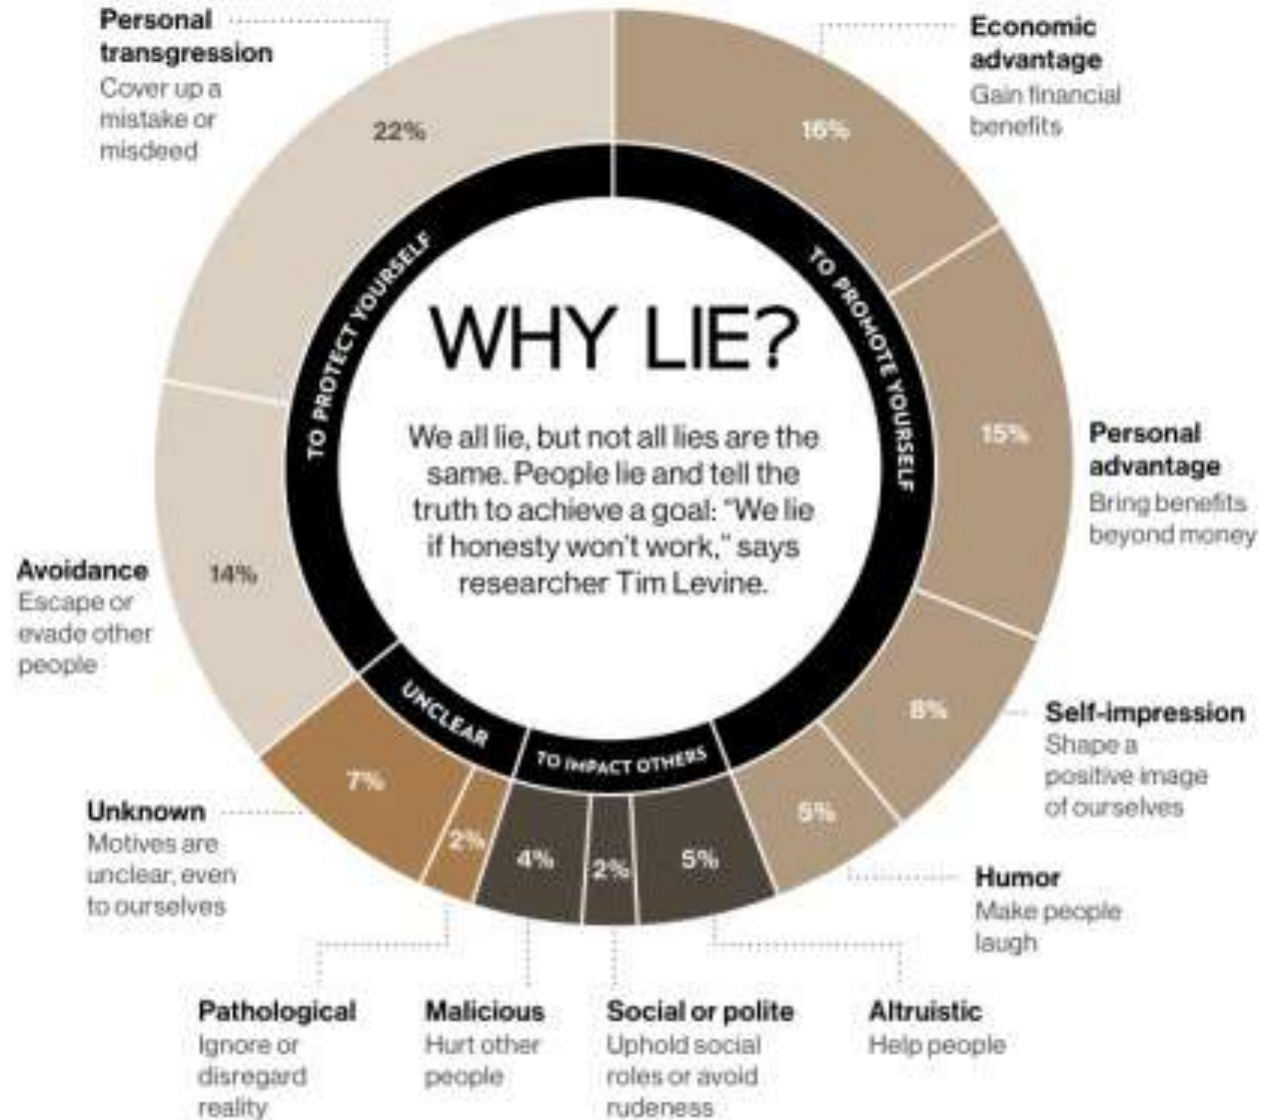 WHY LIE?
We all lie, but not all lies are the
same. People lie and tell the
truth to achieve a goal: “We lie
if honesty won’t work,” says
researcher Tim Levine.
TO PROMOTE YOURSELF
Economic
advantage
Gain financial
benefits
16%
Personal
advantage
Bring benefits
beyond money
15%
Self-impression
Shape a
positive image
of ourselves
8%
Humor
Make people
laugh
5%
TO IMPACT OTHERS
Altruistic
Help people
5%
Social or polite
Uphold social
roles or avoid
rudeness
2%
Malicious
Hurt other
people
4%
UNCLEAR
Pathological
Ignore or
disregard
reality
2%
Unknown
Motives are
unclear, even
to ourselves
7%
TO PROTECT YOURSELF
Avoidance
Escape or
evade other
people
14%
Personal
transgression
Cover up a
mistake or
misdeed
22%